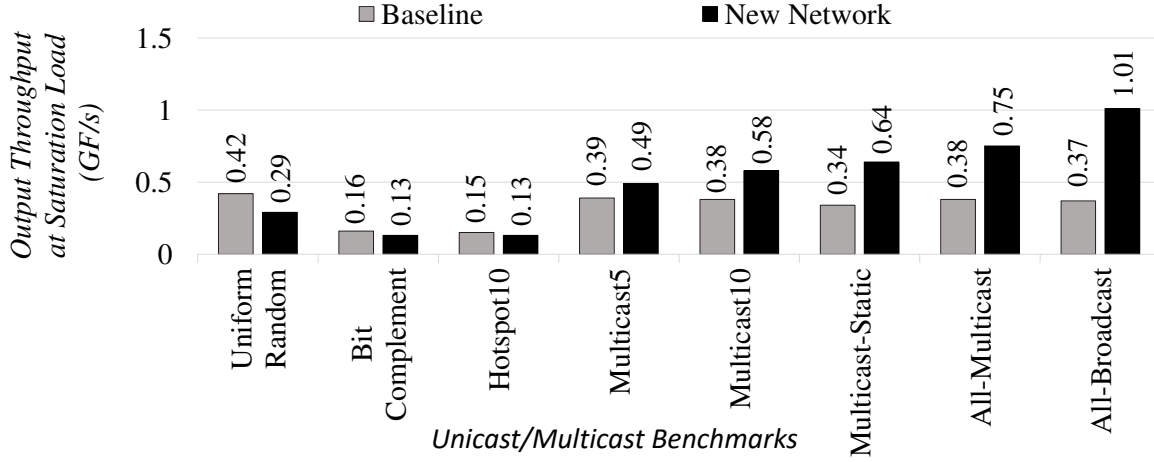 Baseline
New Network
Output Throughput
at Saturation Load
(GF/s)
1.5
1
0.5
0
0.42
0.29
0.16
0.13
0.15
0.13
0.39
0.49
0.38
0.58
0.34
0.64
0.38
0.75
0.37
1.01
Uniform
Random
Bit
Complement
Hotspot10
Multicast5
Multicast10
Multicast-Static
All-Multicast
All-Broadcast
Unicast/Multicast Benchmarks